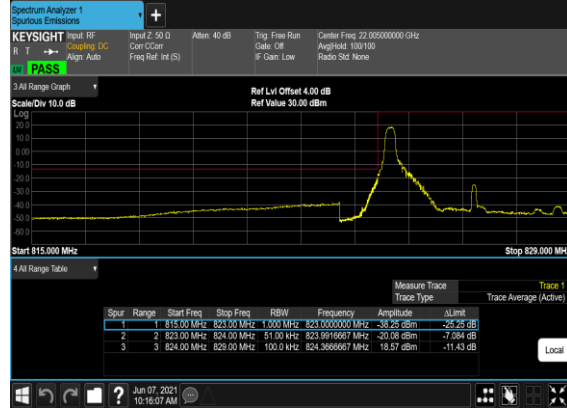 Spectrum Analyzer 1
Spurious Emissions
KEYSIGHT Input: RF
Coupling: DC
Align: Auto
R T
PASS
Input Z: 50 Ω
Corr CCorr
Freq Ref: Int (S)
Atten: 40 dB
Trig: Free Run
Gate: Off
IF Gain: Low
Center Freq: 22.005000000 GHz
Avg|Hold: 100/100
Radio Std: None
3 All Range Graph
Scale/Div 10.0 dB
Ref Lvl Offset 4.00 dB
Ref Value 30.00 dBm
Log
20.0
10.0
0.00
-10.0
-20.0
-30.0
-40.0
-50.0
-60.0
Start 815.000 MHz
Stop 829.000 MH
4 All Range Table
Measure Trace Trace 1
Trace Type Trace Average (Active)
Spur Range Start Freq Stop Freq RBW Frequency Amplitude ΔLimit
1 1 815.00 MHz 823.00 MHz 1.000 MHz 823.0000000 MHz -38.25 dBm -25.25 dB
2 2 823.00 MHz 824.00 MHz 51.00 kHz 823.9916667 MHz -20.08 dBm -7.084 dB
3 3 824.00 MHz 829.00 MHz 100.0 kHz 824.3666667 MHz 18.57 dBm -11.43 dB
Local
?
Jun 07, 2021
10:16:07 AM